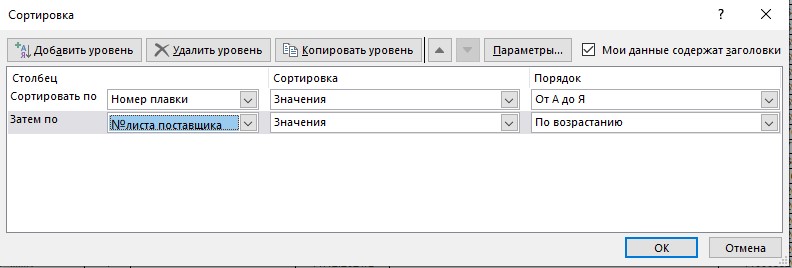 Сортировка
Добавить уровень Удалить уровень Копировать уровень Параметры... Мои данные содержат заголовки
Столбец Сортировка Порядок
Сортировать по Номер плавки Значения От А до Я
Затем по №листа поставщика Значения По возрастанию
ОК Отмена